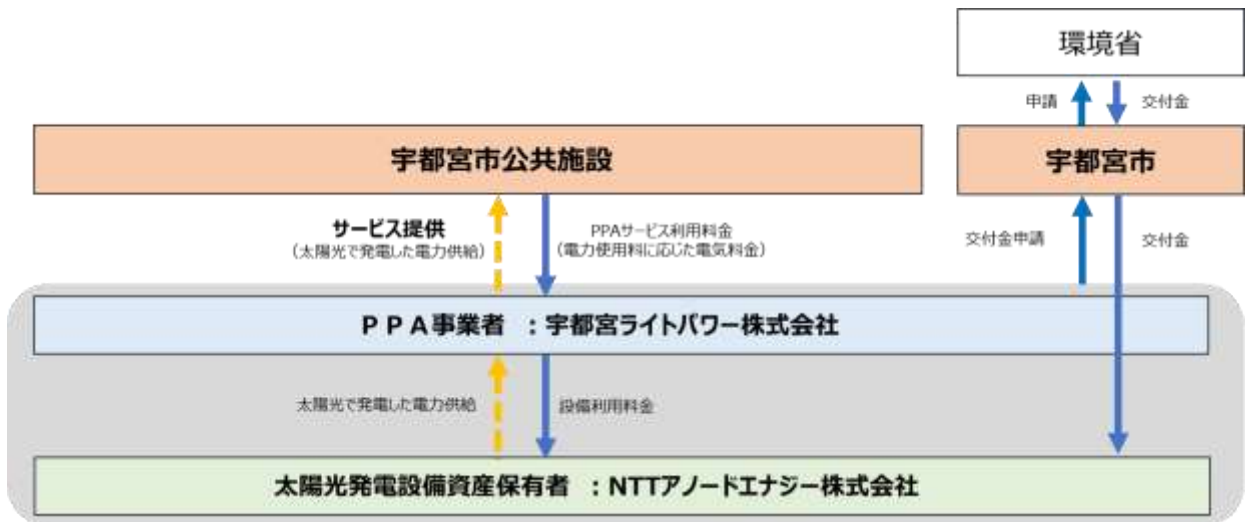 環境省
申請
交付金
宇都宮市公共施設
宇都宮市
サービス提供
(太陽光で発電した電力供給)
PPAサービス利用料金
(電力使用料に応じた電気料金)
交付金申請
交付金
ＰＰＡ事業者 ：宇都宮ライトパワー株式会社
太陽光で発電した電力供給
設備利用料金
太陽光発電設備資産保有者 ：NTTアノードエナジー株式会社